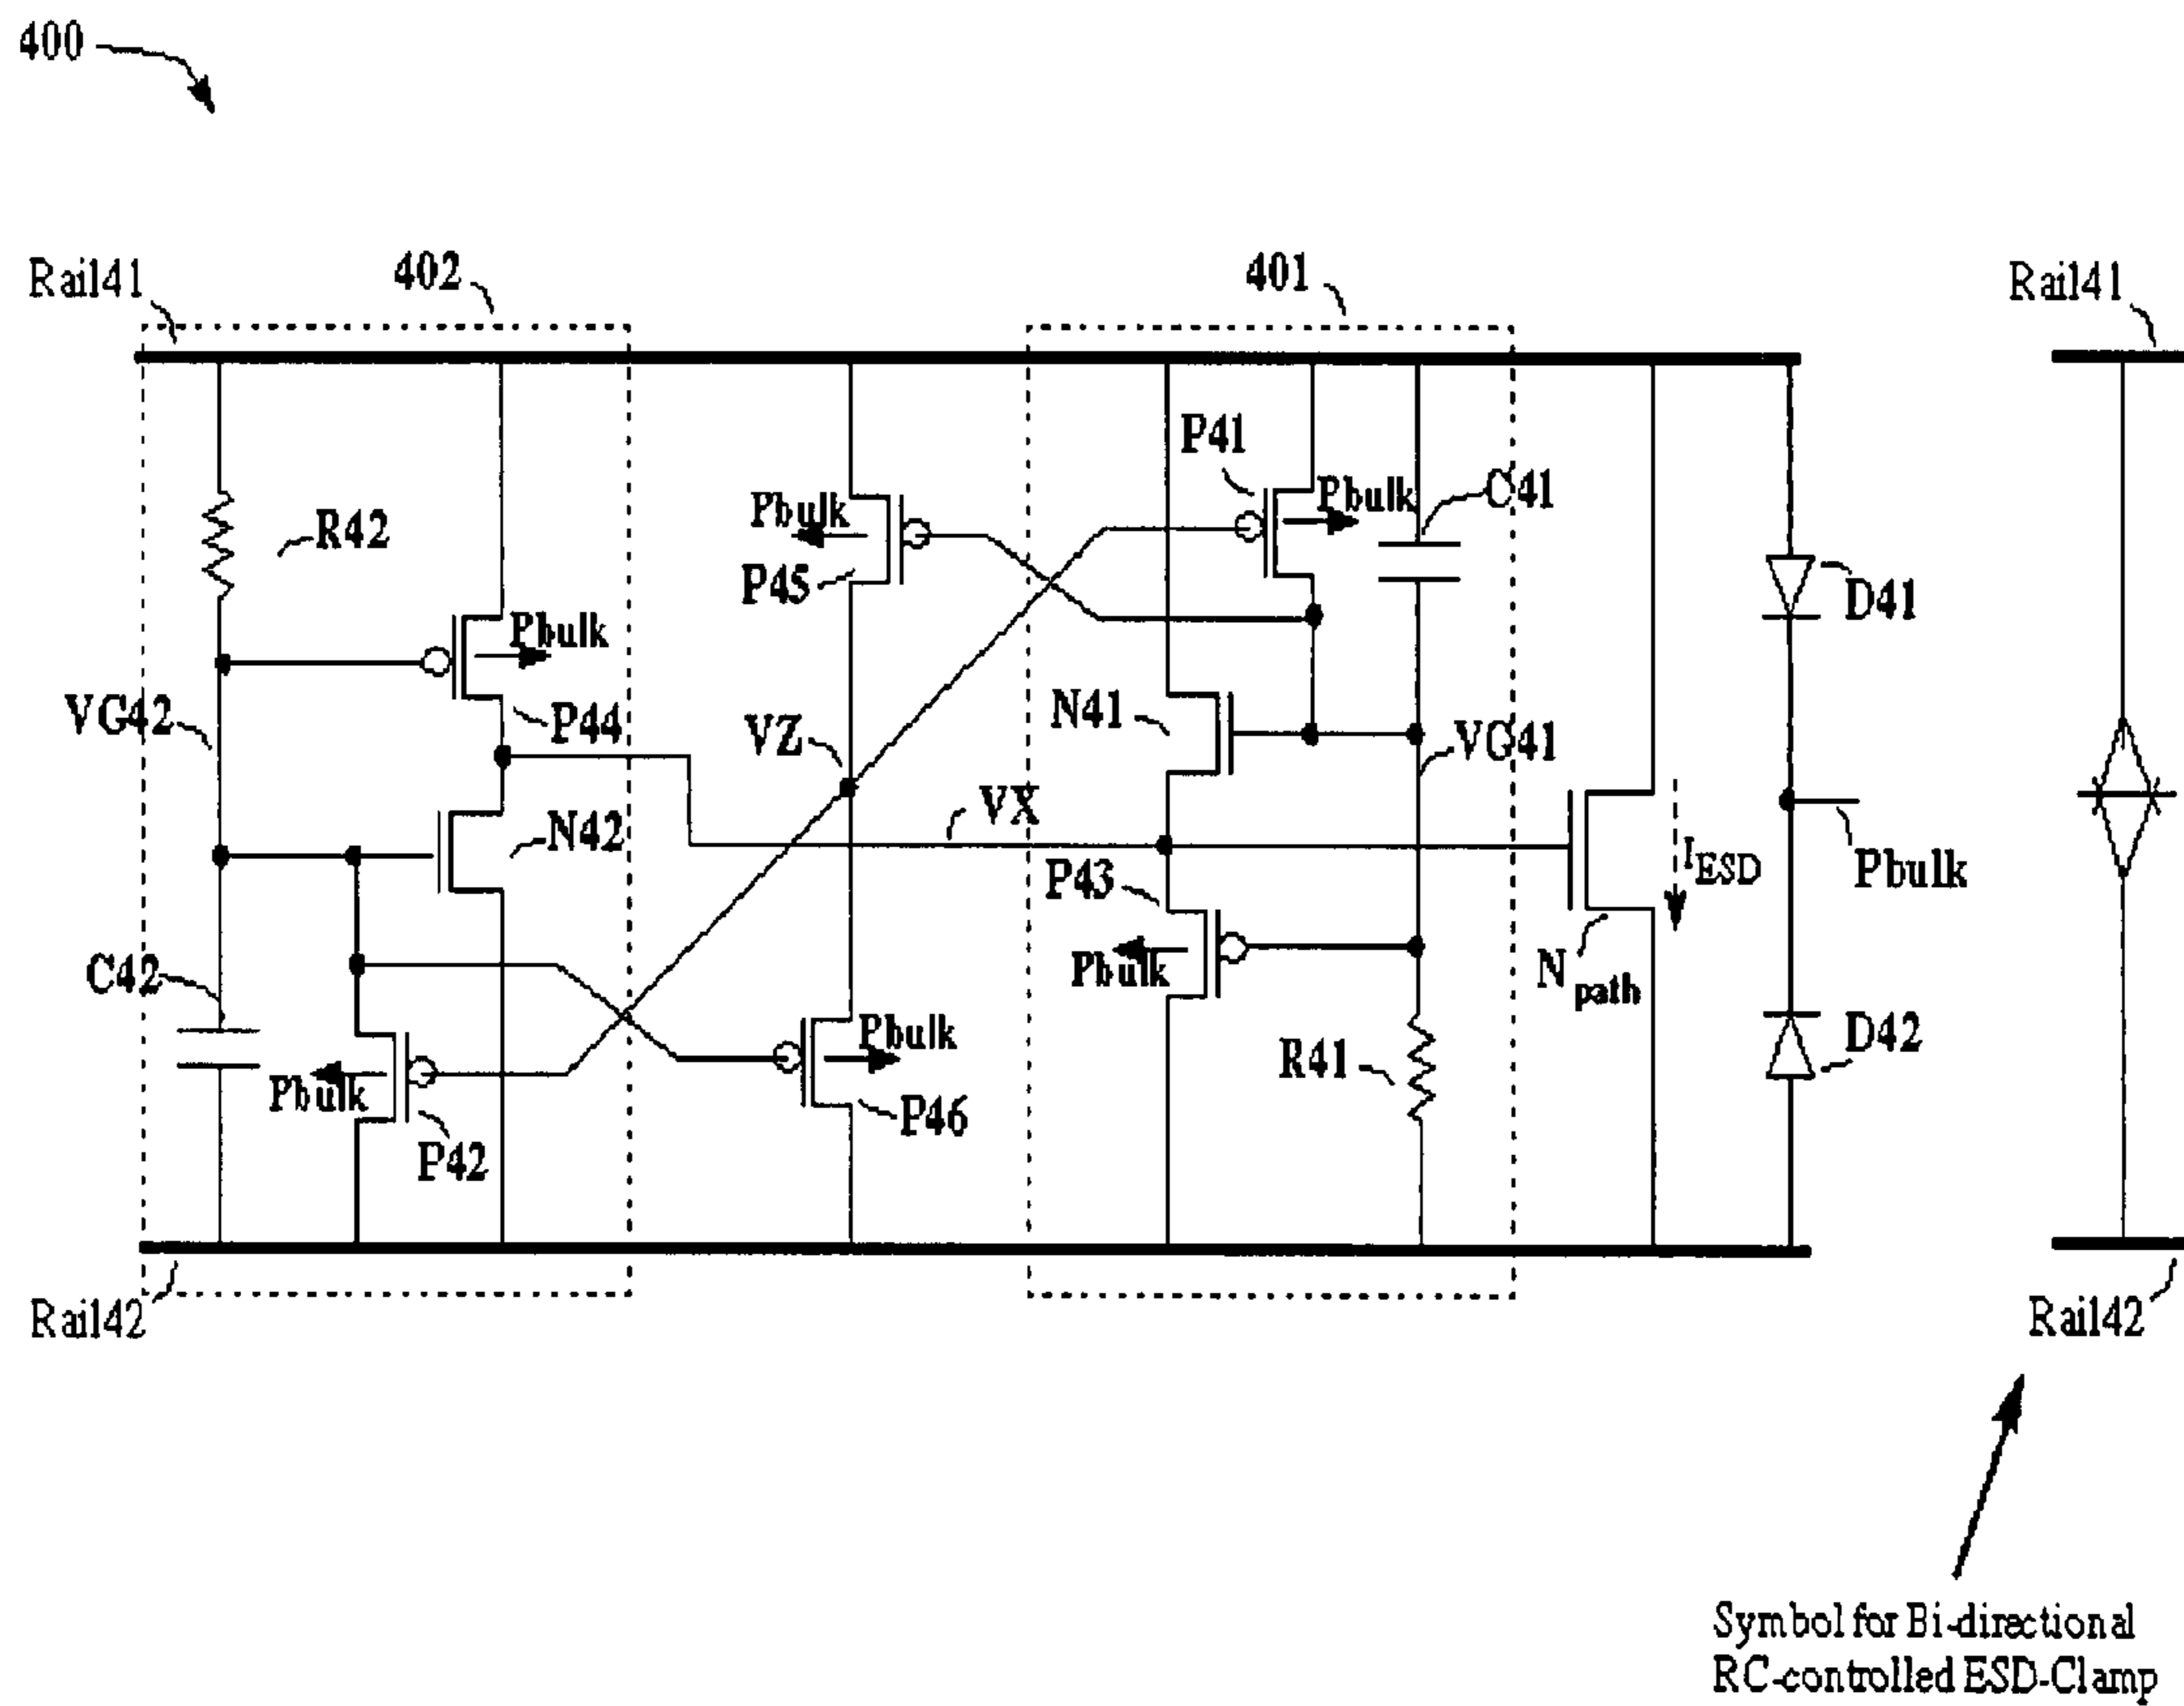 400
Rail41
402
401
Rail41
P41
Pbulk
C41
Pbulk
R42
P45
D41
Pbulk
VG42
P44
N41
VZ
VG41
VX
N42
P43
IESD
Pbulk
Pbulk
Npath
C42
Pbulk
R41
D42
Pbulk
P46
P42
Rail42
Rail42
Symbol for Bi-directional
RC-controlled ESD-Clamp